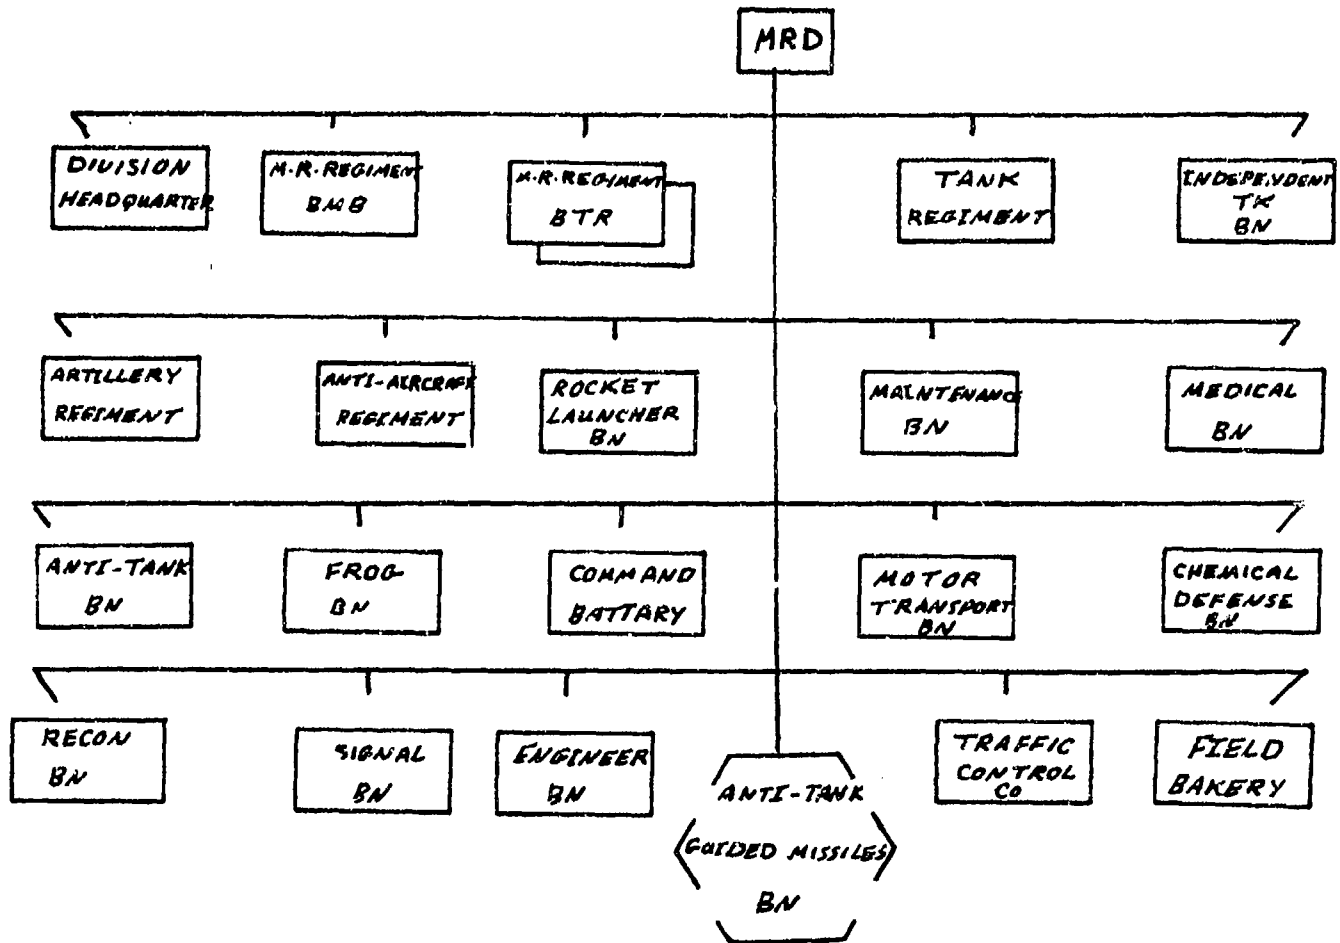 MRD
DIVISION
HEADQUARTER
M.R.REGIMENT
BMB
M.R.REGIMENT
BTR
TANK
REGIMENT
INDEPENDENT
TK
BN
ARTILLERY
REGIMENT
ANTI-AIRCRAFT
REGIMENT
ROCKET
LAUNCHER
BN
MAINTENANCE
BN
MEDICAL
BN
ANTI-TANK
BN
FROG
BN
COMMAND
BATTARY
MOTOR
TRANSPORT
BN
CHEMICAL
DEFENSE
BN
RECON
BN
SIGNAL
BN
ENGINEER
BN
ANTI-TANK
GUIDED MISSILES
BN
TRAFFIC
CONTROL
CO
FIELD
BAKERY